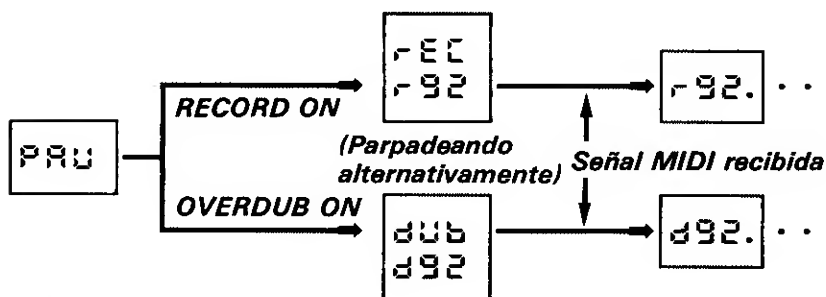 PAU
RECORD ON
rEC
r92
r92. . .
(Parpadeando
alternativamente)
Señal MIDI recibida
OVERDUB ON
dUb
d92
d92. . .